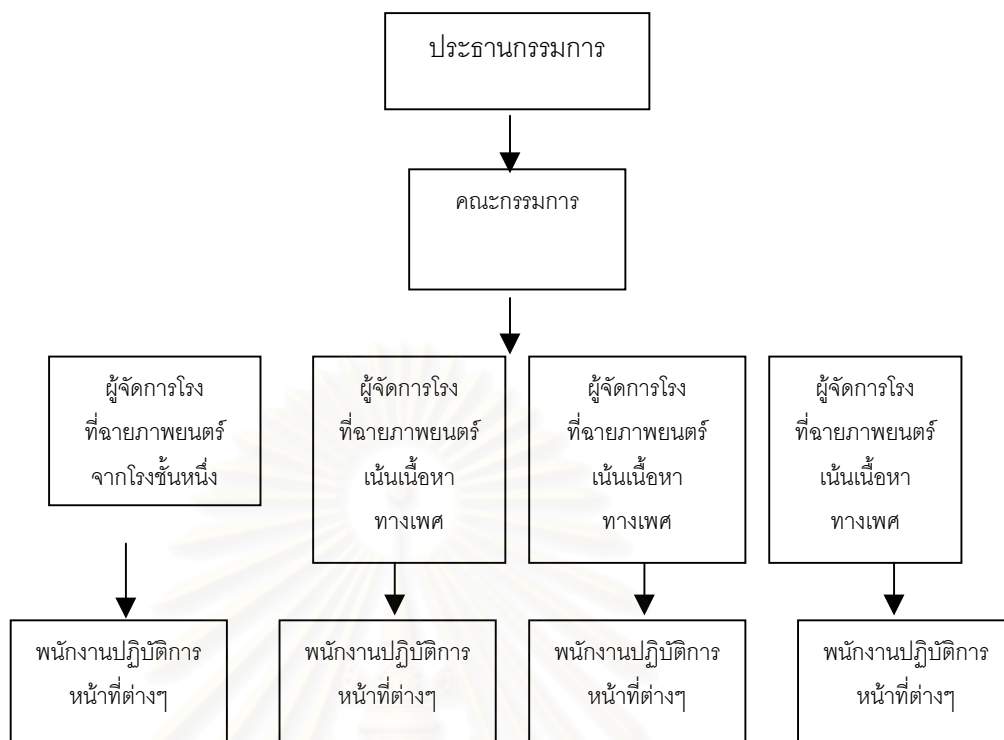 ประธานกรรมการ
คณะกรรมการ
ผู้จัดการโรง
ที่ฉายภาพยนตร์
จากโรงชั้นหนึ่ง
ผู้จัดการโรง
ที่ฉายภาพยนตร์
เน้นเนื้อหา
ทางเพศ
ผู้จัดการโรง
ที่ฉายภาพยนตร์
เน้นเนื้อหา
ทางเพศ
ผู้จัดการโรง
ที่ฉายภาพยนตร์
เน้นเนื้อหา
ทางเพศ
พนักงานปฏิบัติการ
หน้าที่ต่างๆ
พนักงานปฏิบัติการ
หน้าที่ต่างๆ
พนักงานปฏิบัติการ
หน้าที่ต่างๆ
พนักงานปฏิบัติการ
หน้าที่ต่างๆ